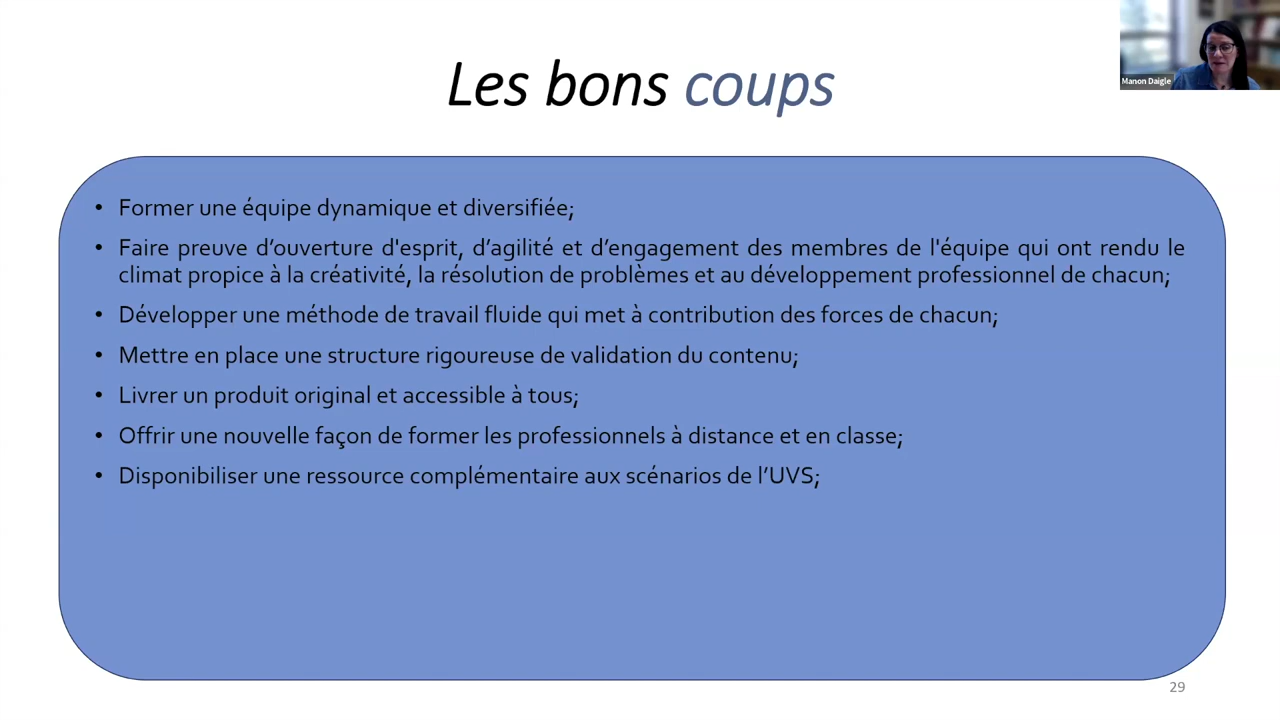 Les bons coups
Manon Daigle
• Former une équipe dynamique et diversifiée;
• Faire preuve d’ouverture d'esprit, d’agilité et d’engagement des membres de l'équipe qui ont rendu le
climat propice à la créativité, la résolution de problèmes et au développement professionnel de chacun;
• Développer une méthode de travail fluide qui met à contribution des forces de chacun;
• Mettre en place une structure rigoureuse de validation du contenu;
• Livrer un produit original et accessible à tous;
• Offrir une nouvelle façon de former les professionnels à distance et en classe;
• Disponibiliser une ressource complémentaire aux scénarios de l’UVS;
29